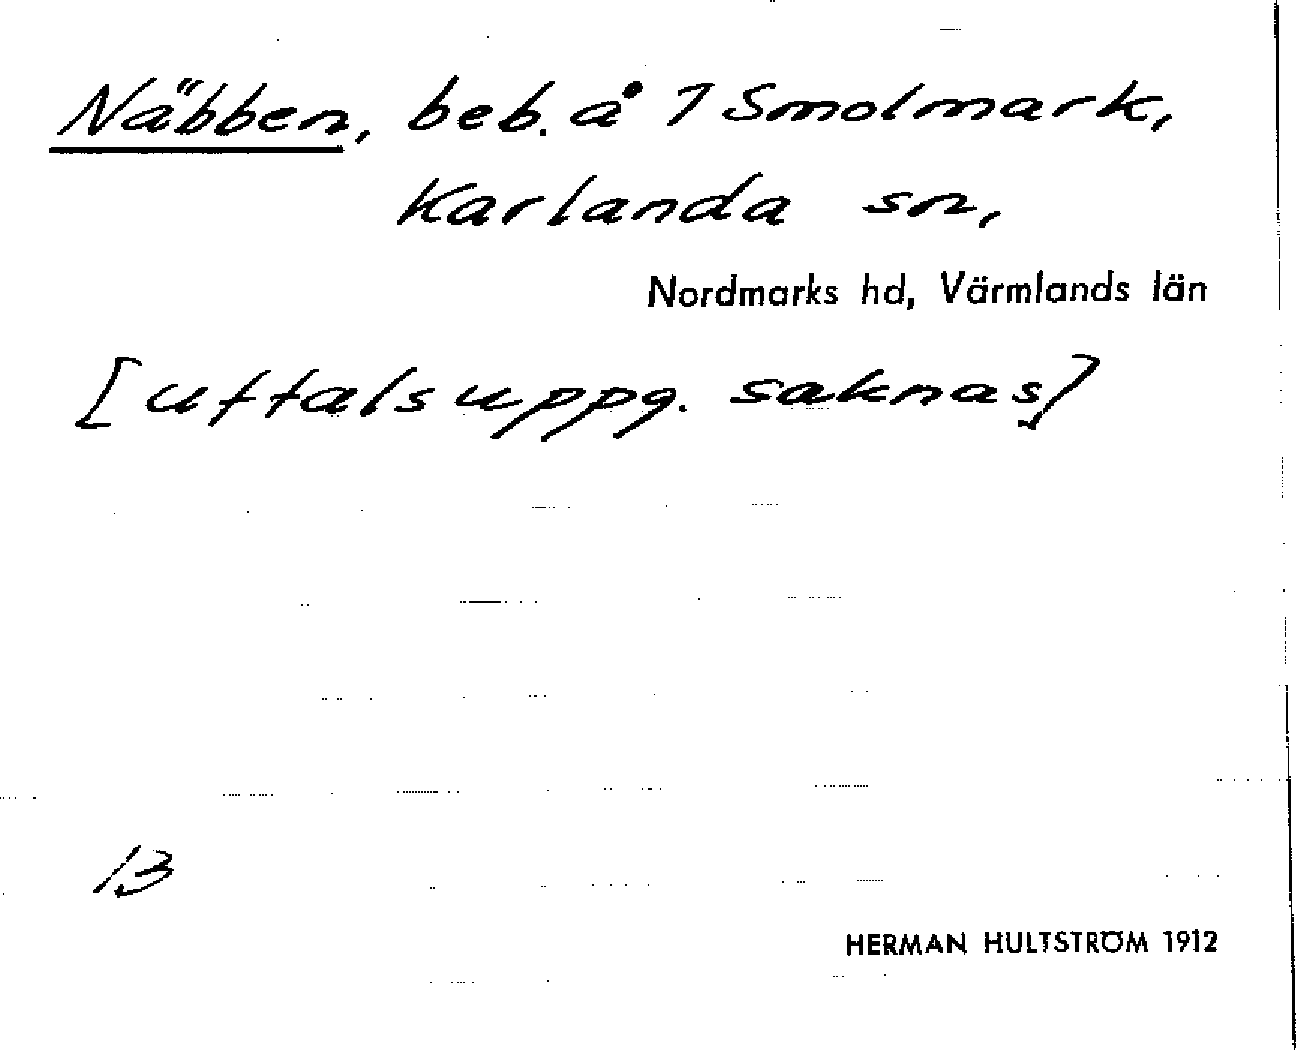 Näbben, beb. å 1 Smolmark,
Karlanda sn,
Nordmarks hd, Värmlands län
[uttalsuppg. saknas]
13
HERMAN HULTSTRÖM 1912